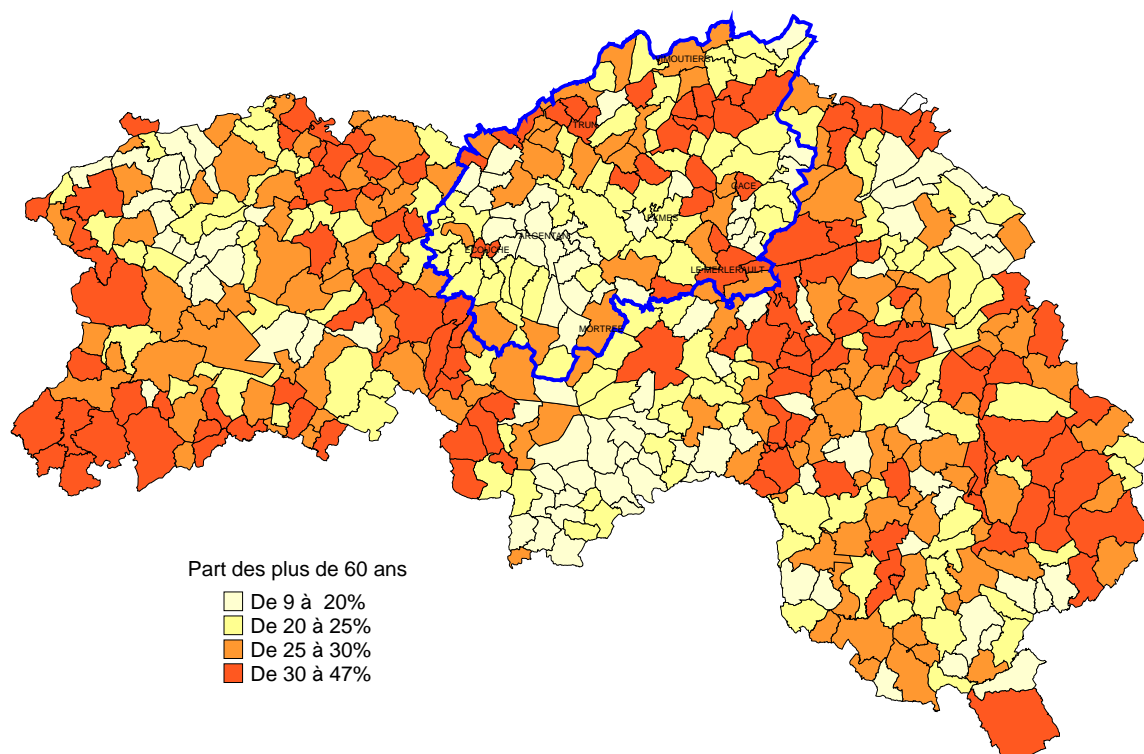 IMOUTIERS
TRUN
GACE
EXMES
ARGENTAN
ECOUCHE
LE MERLERAULT
MORTREE
Part des plus de 60 ans
De 9 à 20%
De 20 à 25%
De 25 à 30%
De 30 à 47%